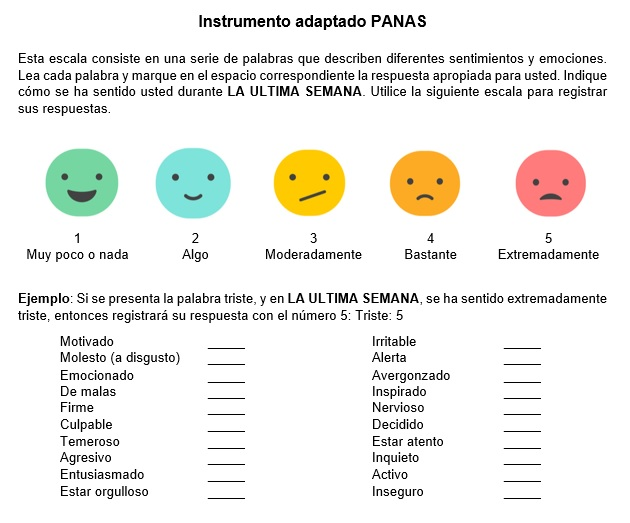 Instrumento adaptado PANAS
Esta escala consiste en una serie de palabras que describen diferentes sentimientos y emociones.
Lea cada palabra y marque en el espacio correspondiente la respuesta apropiada para usted. Indique
cómo se ha sentido usted durante LA ULTIMA SEMANA. Utilice la siguiente escala para registrar
sus respuestas.
1 2 3 4 5
Muy poco o nada Algo Moderadamente Bastante Extremadamente
Ejemplo: Si se presenta la palabra triste, y en LA ULTIMA SEMANA, se ha sentido extremadamente
triste, entonces registrará su respuesta con el número 5: Triste: 5
Motivado _____ Irritable _____
Molesto (a disgusto) _____ Alerta _____
Emocionado _____ Avergonzado _____
De malas _____ Inspirado _____
Firme _____ Nervioso _____
Culpable _____ Decidido _____
Temeroso _____ Estar atento _____
Agresivo _____ Inquieto _____
Entusiasmado _____ Activo _____
Estar orgulloso _____ Inseguro _____